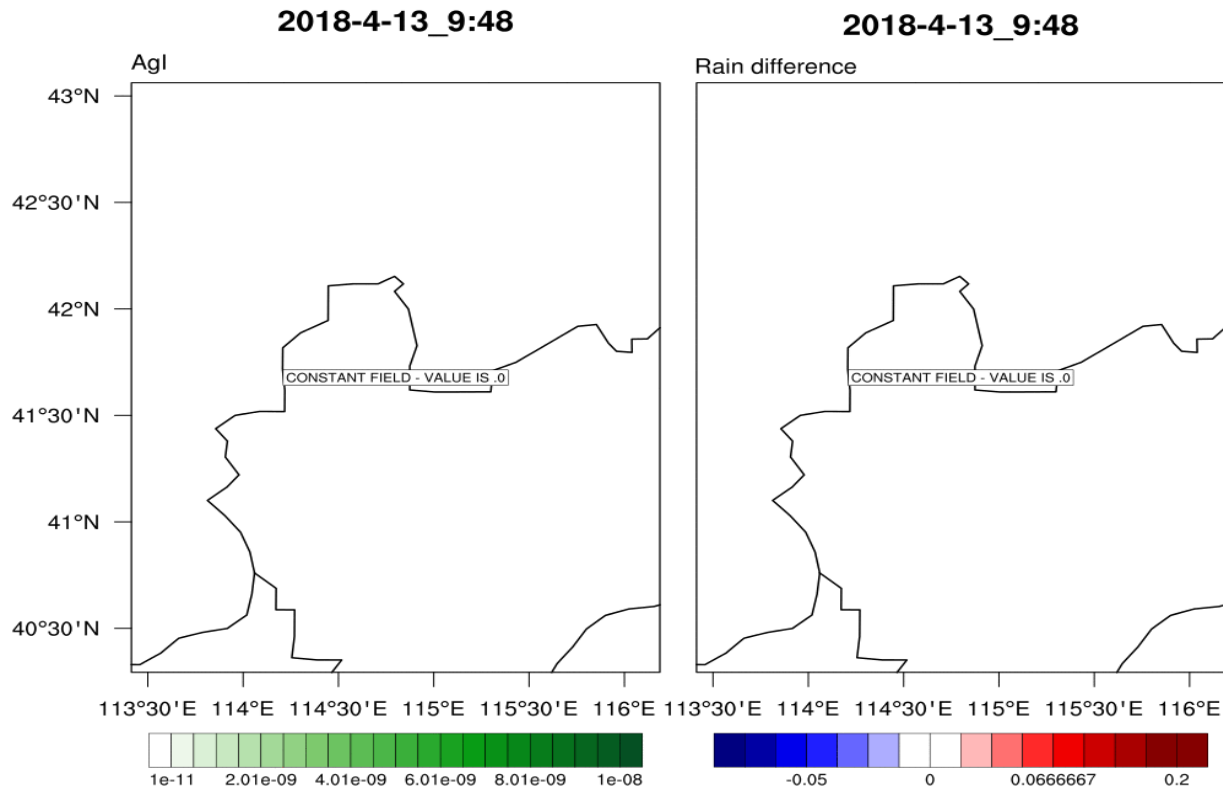 2018-4-13_9:48
AgI
43°N
42°30'N
42°N
41°30'N
41°N
40°30'N
CONSTANT FIELD - VALUE IS .0
113°30'E 114°E 114°30'E 115°E 115°30'E 116°E
1e-11 2.01e-09 4.01e-09 6.01e-09 8.01e-09 1e-08
2018-4-13_9:48
Rain difference
CONSTANT FIELD - VALUE IS .0
113°30'E 114°E 114°30'E 115°E 115°30'E 116°E
-0.05 0 0.0666667 0.2